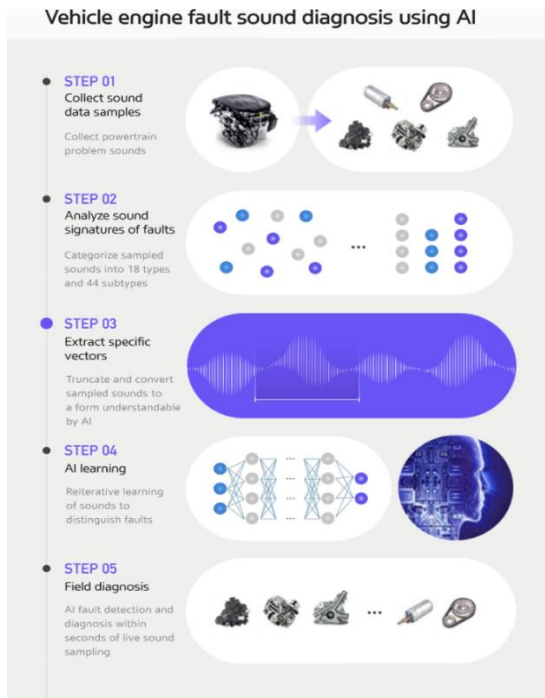 Vehicle engine fault sound diagnosis using AI
STEP 01
Collect sound
data samples
Collect powertrain
problem sounds
STEP 02
Analyze sound
signatures of faults
Categorize sampled
sounds into 18 types
and 44 subtypes
STEP 03
Extract specific
vectors
Truncate and convert
sampled sounds to
a form understandable
by AI
STEP 04
AI learning
Reiterative learning
of sounds to
distinguish faults
STEP 05
Field diagnosis
AI fault detection and
diagnosis within
seconds of live sound
sampling